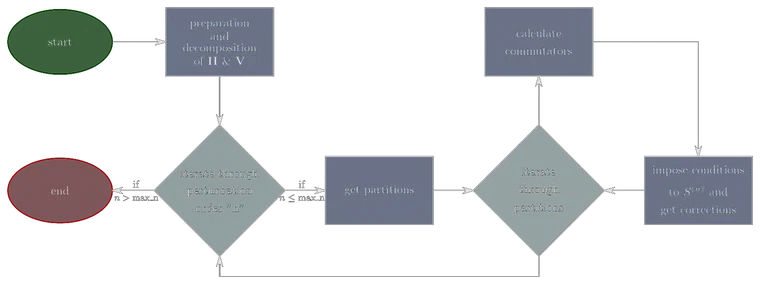 start
preparation
and
decomposition
of H & V
calculate
commutators
end
if
n > max_n
iterate through
perturbation
order "n"
if
n ≤ max_n
get partitions
iterate
through
partitions
impose conditions
to S⁽ⁿ⁾ and
get corrections